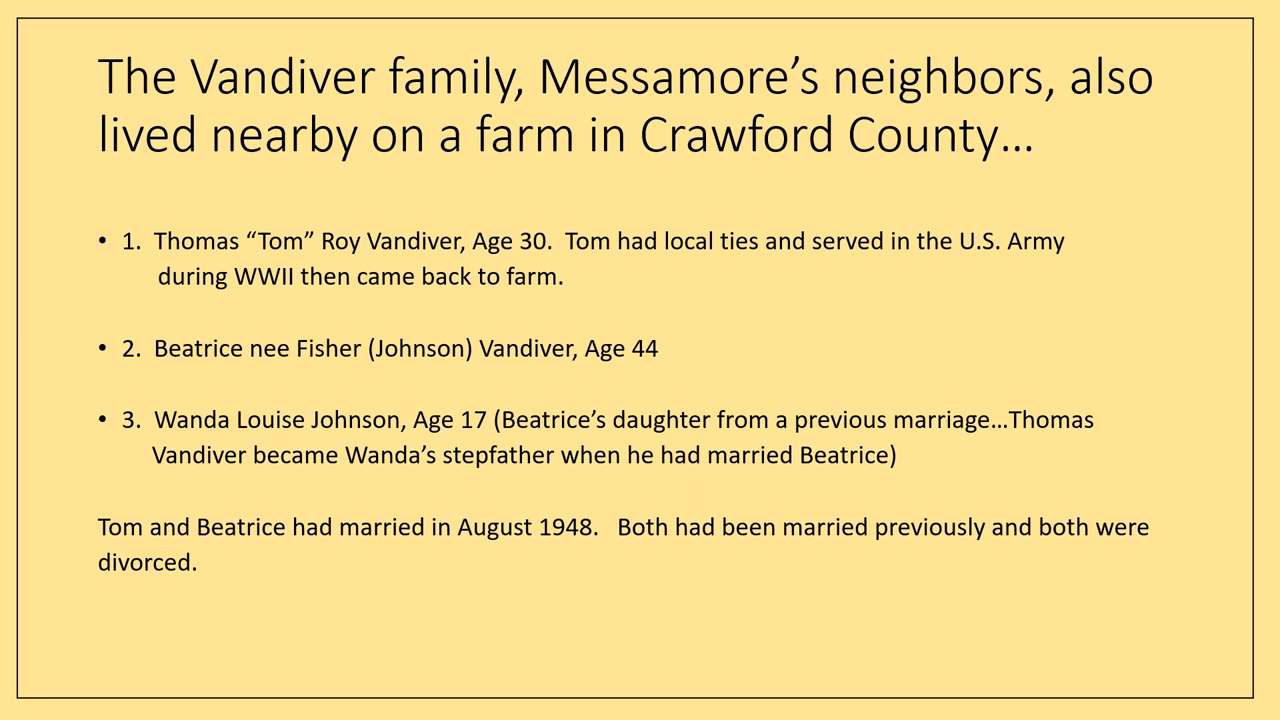 The Vandiver family, Messamore’s neighbors, also
lived nearby on a farm in Crawford County…
• 1.  Thomas “Tom” Roy Vandiver, Age 30.  Tom had local ties and served in the U.S. Army
during WWII then came back to farm.
• 2.  Beatrice nee Fisher (Johnson) Vandiver, Age 44
• 3.  Wanda Louise Johnson, Age 17 (Beatrice’s daughter from a previous marriage…Thomas
Vandiver became Wanda’s stepfather when he had married Beatrice)
Tom and Beatrice had married in August 1948.   Both had been married previously and both were
divorced.